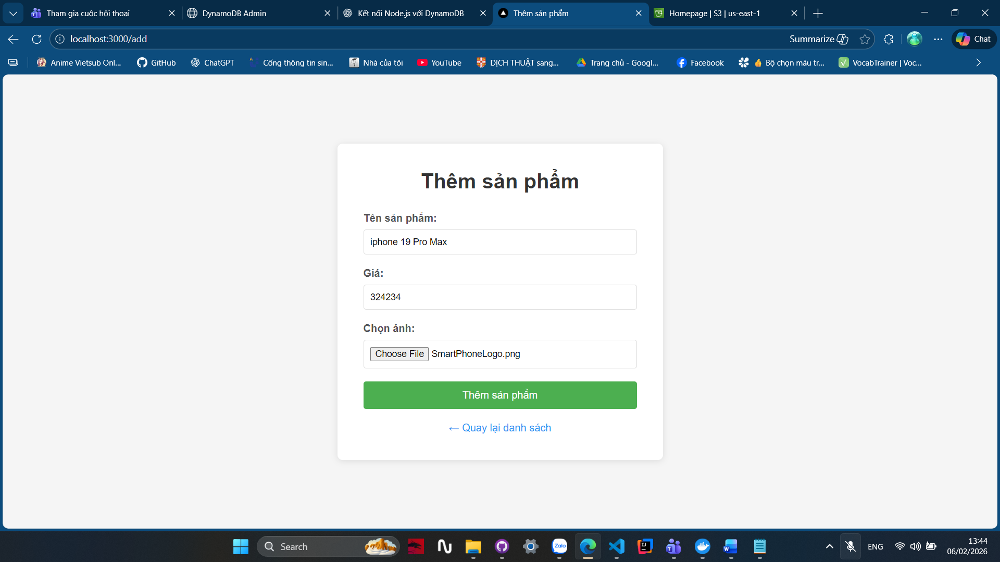 Tham gia cuộc hội thoại
DynamoDB Admin
Kết nối Node.js với DynamoDB
Thêm sản phẩm
Homepage | S3 | us-east-1
localhost:3000/add
Summarize
Chat
Anime Vietsub Onl...
GitHub
ChatGPT
Cổng thông tin sin...
Nhà của tôi
YouTube
DỊCH THUẬT sang...
Trang chủ - Googl...
Facebook
👍 Bộ chọn màu tr...
VocabTrainer | Voc...
Thêm sản phẩm
Tên sản phẩm:
iphone 19 Pro Max
Giá:
324234
Chọn ảnh:
Choose File SmartPhoneLogo.png
Thêm sản phẩm
← Quay lại danh sách
Search
Zalo
ENG
13:44
06/02/2026